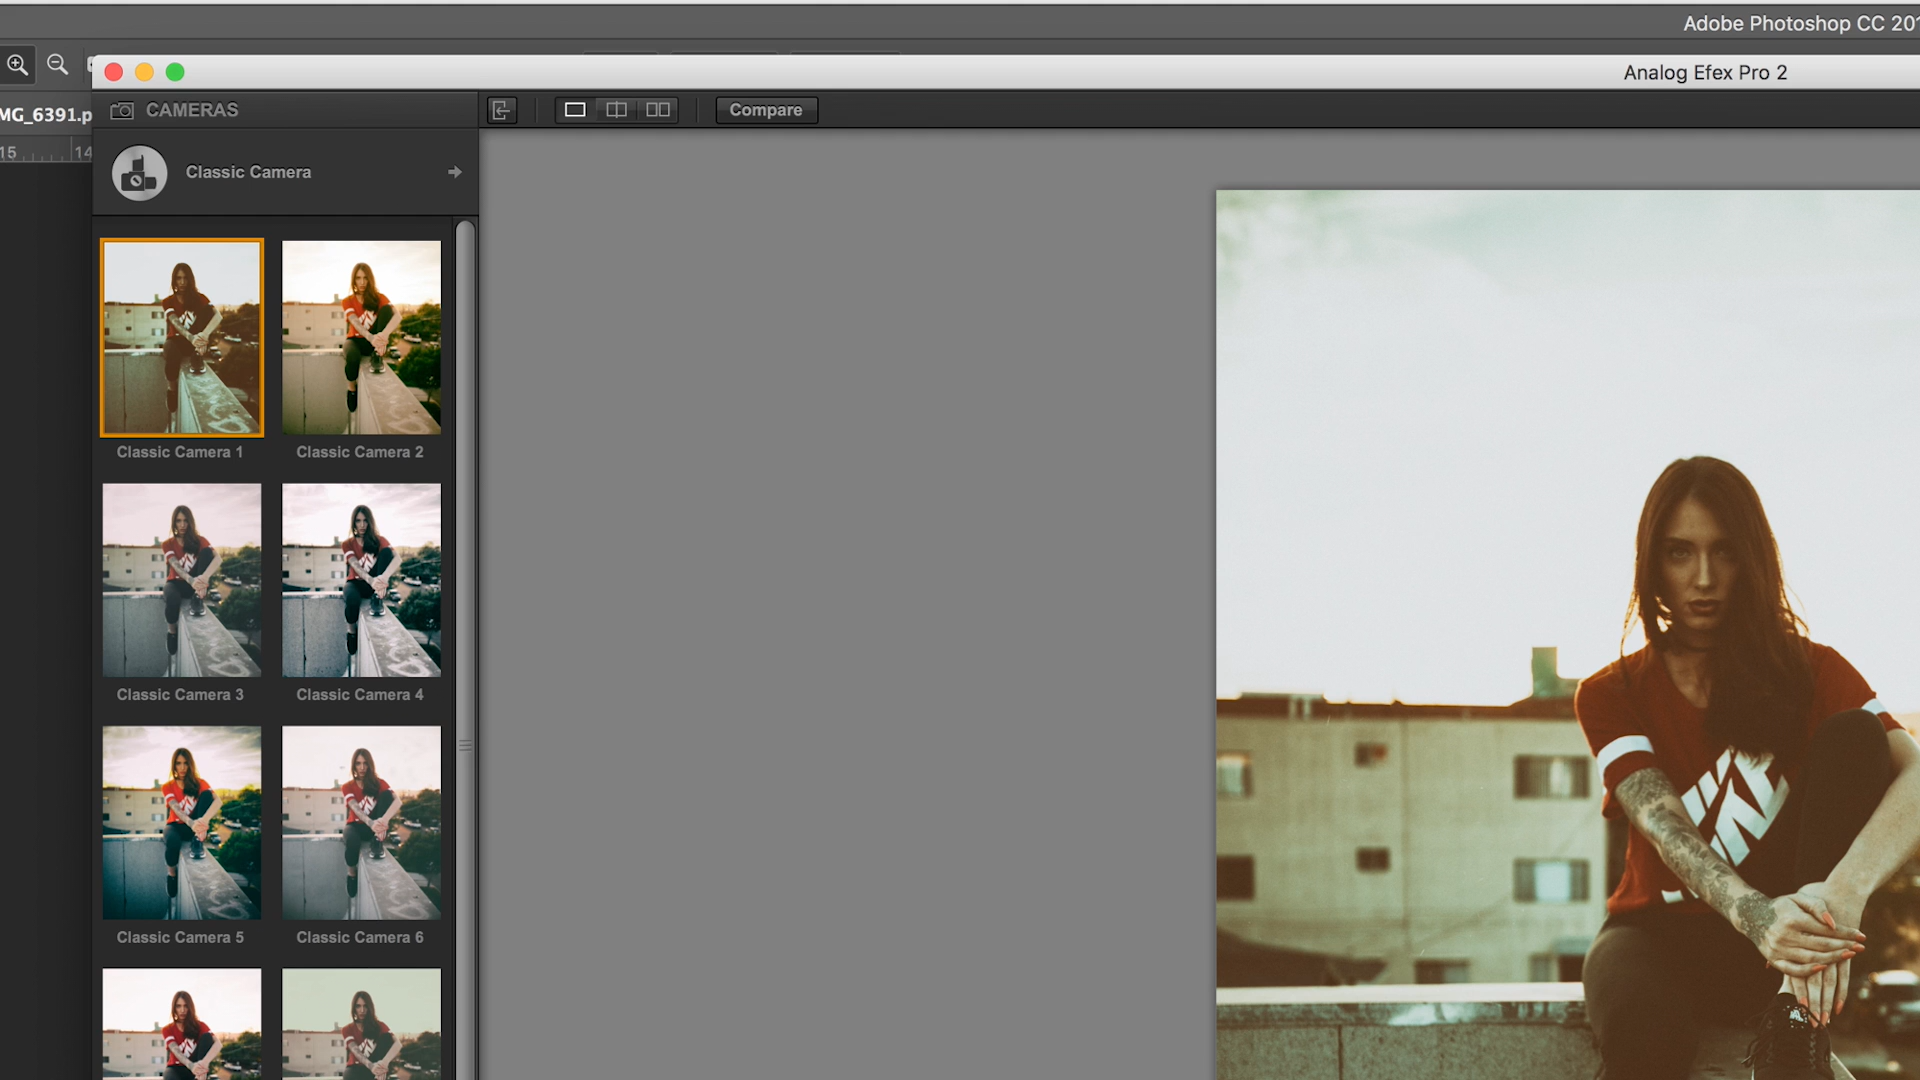 Adobe Photoshop CC 201
Analog Efex Pro 2
MG_6391.p
CAMERAS
Compare
15
14
Classic Camera
Classic Camera 1
Classic Camera 2
Classic Camera 3
Classic Camera 4
Classic Camera 5
Classic Camera 6